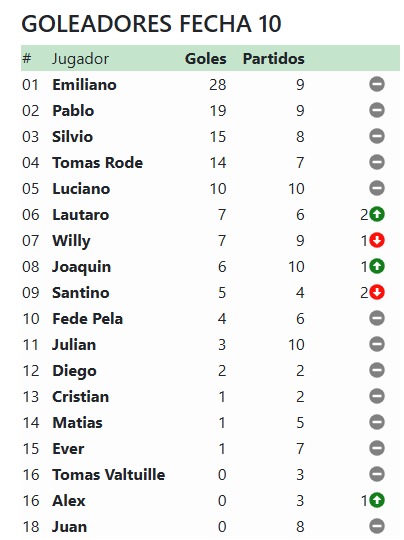 GOLEADORES FECHA 10
# Jugador Goles Partidos
01 Emiliano 28 9
02 Pablo 19 9
03 Silvio 15 8
04 Tomas Rode 14 7
05 Luciano 10 10
06 Lautaro 7 6 2
07 Willy 7 9 1
08 Joaquin 6 10 1
09 Santino 5 4 2
10 Fede Pela 4 6
11 Julian 3 10
12 Diego 2 2
13 Cristian 1 2
14 Matias 1 5
15 Ever 1 7
16 Tomas Valtuille 0 3
16 Alex 0 3 1
18 Juan 0 8